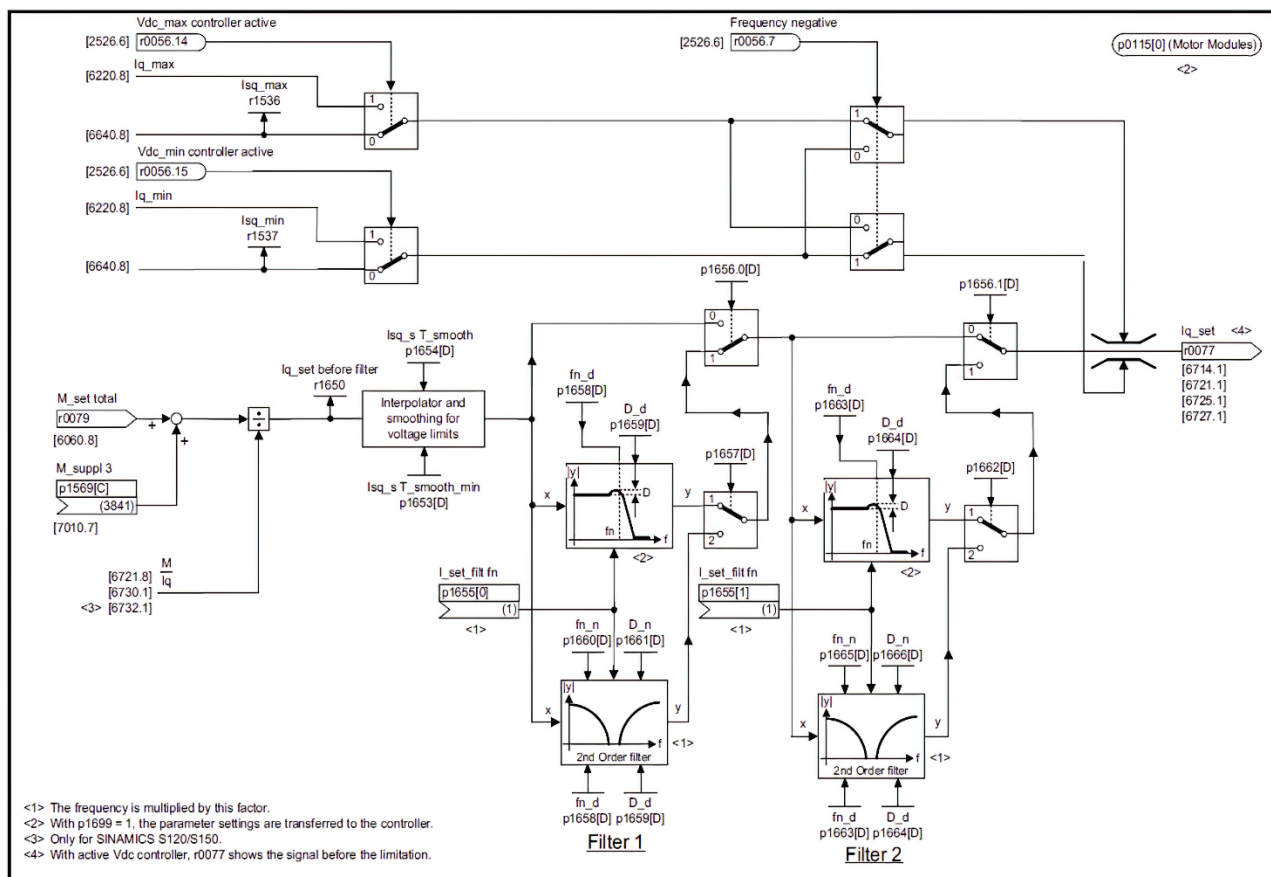 Vdc_max controller active
[2526.6] r0056.14
Frequency negative
[2526.6] r0056.7
p0115[0] (Motor Modules)
<2>
Iq_max
[6220.8]
Isq_max
r1536
1
0
[6640.8]
1
0
Vdc_min controller active
[2526.6] r0056.15
Iq_min
[6220.8]
Isq_min
r1537
1
0
[6640.8]
0
1
p1656.0[D]
0
1
p1656.1[D]
0
1
Iq_set <4>
r0077
[6714.1]
[6721.1]
[6725.1]
[6727.1]
Isq_s T_smooth
p1654[D]
Iq_set before filter
r1650
Interpolator and
smoothing for
voltage limits
Isq_s T_smooth_min
p1653[D]
M_set total
r0079
[6060.8]
+
+
÷
M_suppl 3
p1569[C]
(3841)
[7010.7]
[6721.8]
[6730.1]
<3> [6732.1]
M
Iq
fn_d
p1658[D]
D_d
p1659[D]
|y|
D
x
fn
f
y
<2>
p1657[D]
1
2
I_set_filt fn
p1655[0]
(1)
<1>
fn_n
p1660[D]
D_n
p1661[D]
|y|
x
f
y
2nd Order filter
<1>
fn_d
p1658[D]
D_d
p1659[D]
Filter 1
fn_d
p1663[D]
D_d
p1664[D]
|y|
D
x
fn
f
y
<2>
p1662[D]
1
2
I_set_filt fn
p1655[1]
(1)
<1>
fn_n
p1665[D]
D_n
p1666[D]
|y|
x
f
y
2nd Order filter
<1>
fn_d
p1663[D]
D_d
p1664[D]
Filter 2
<1> The frequency is multiplied by this factor.
<2> With p1699 = 1, the parameter settings are transferred to the controller.
<3> Only for SINAMICS S120/S150.
<4> With active Vdc controller, r0077 shows the signal before the limitation.